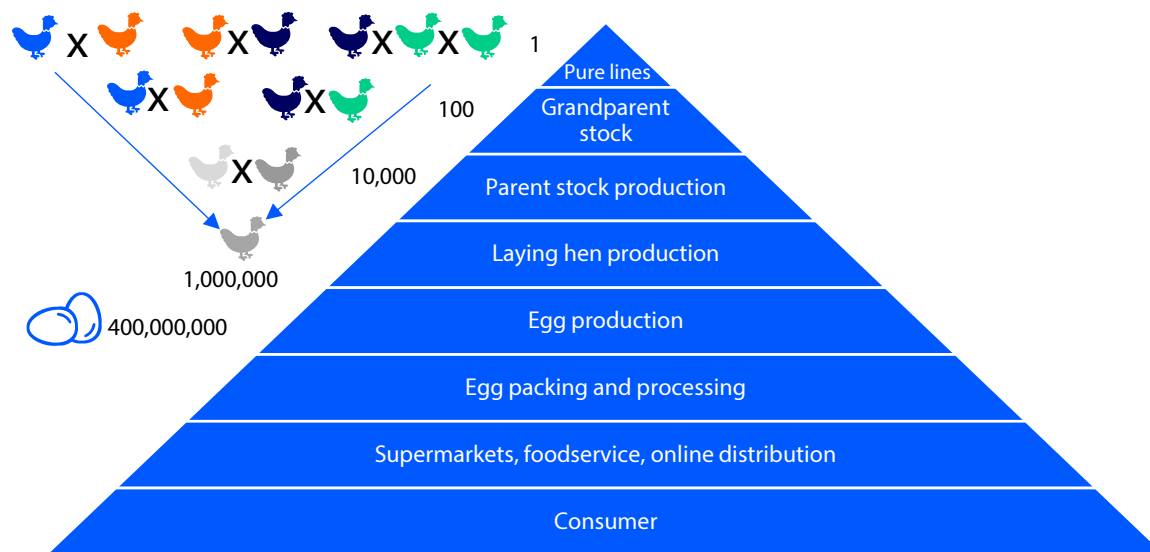 X X X X 1
Pure lines
X X 100
Grandparent
stock
X 10,000
Parent stock production
Laying hen production
1,000,000
400,000,000
Egg production
Egg packing and processing
Supermarkets, foodservice, online distribution
Consumer